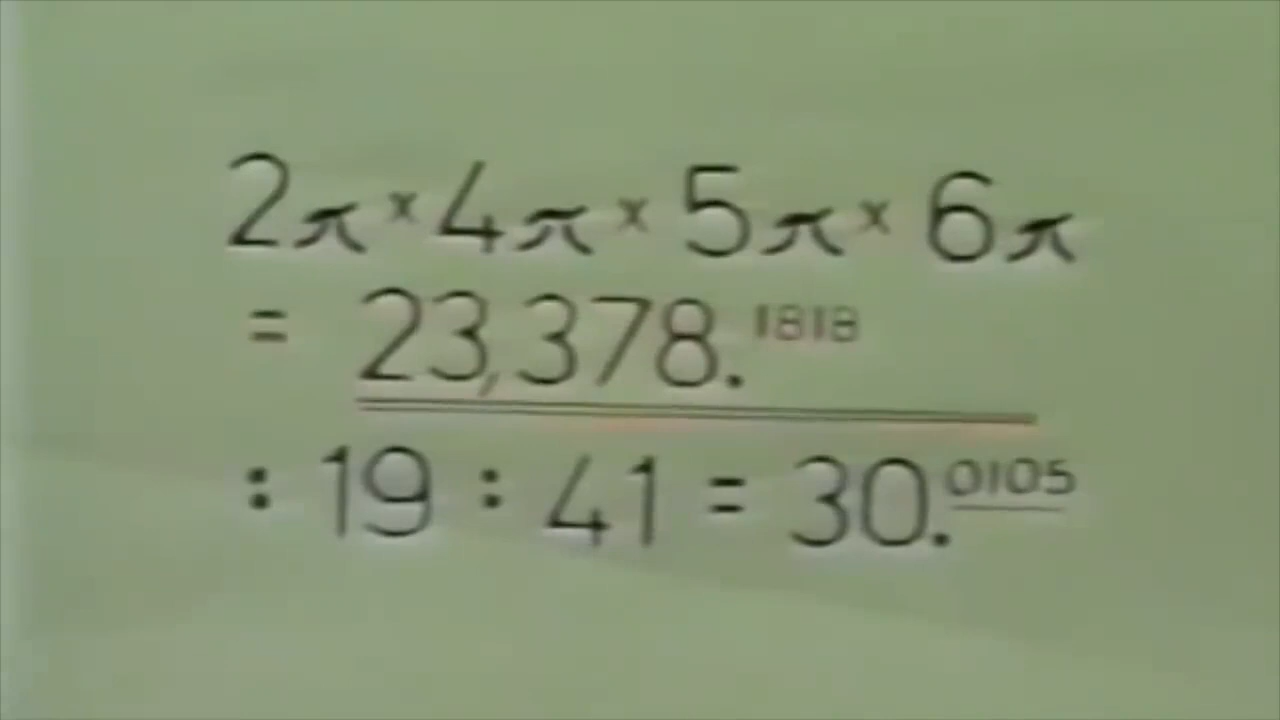 2π × 4π × 5π × 6π
= 23,378.1818
: 19 : 41 = 30.0105